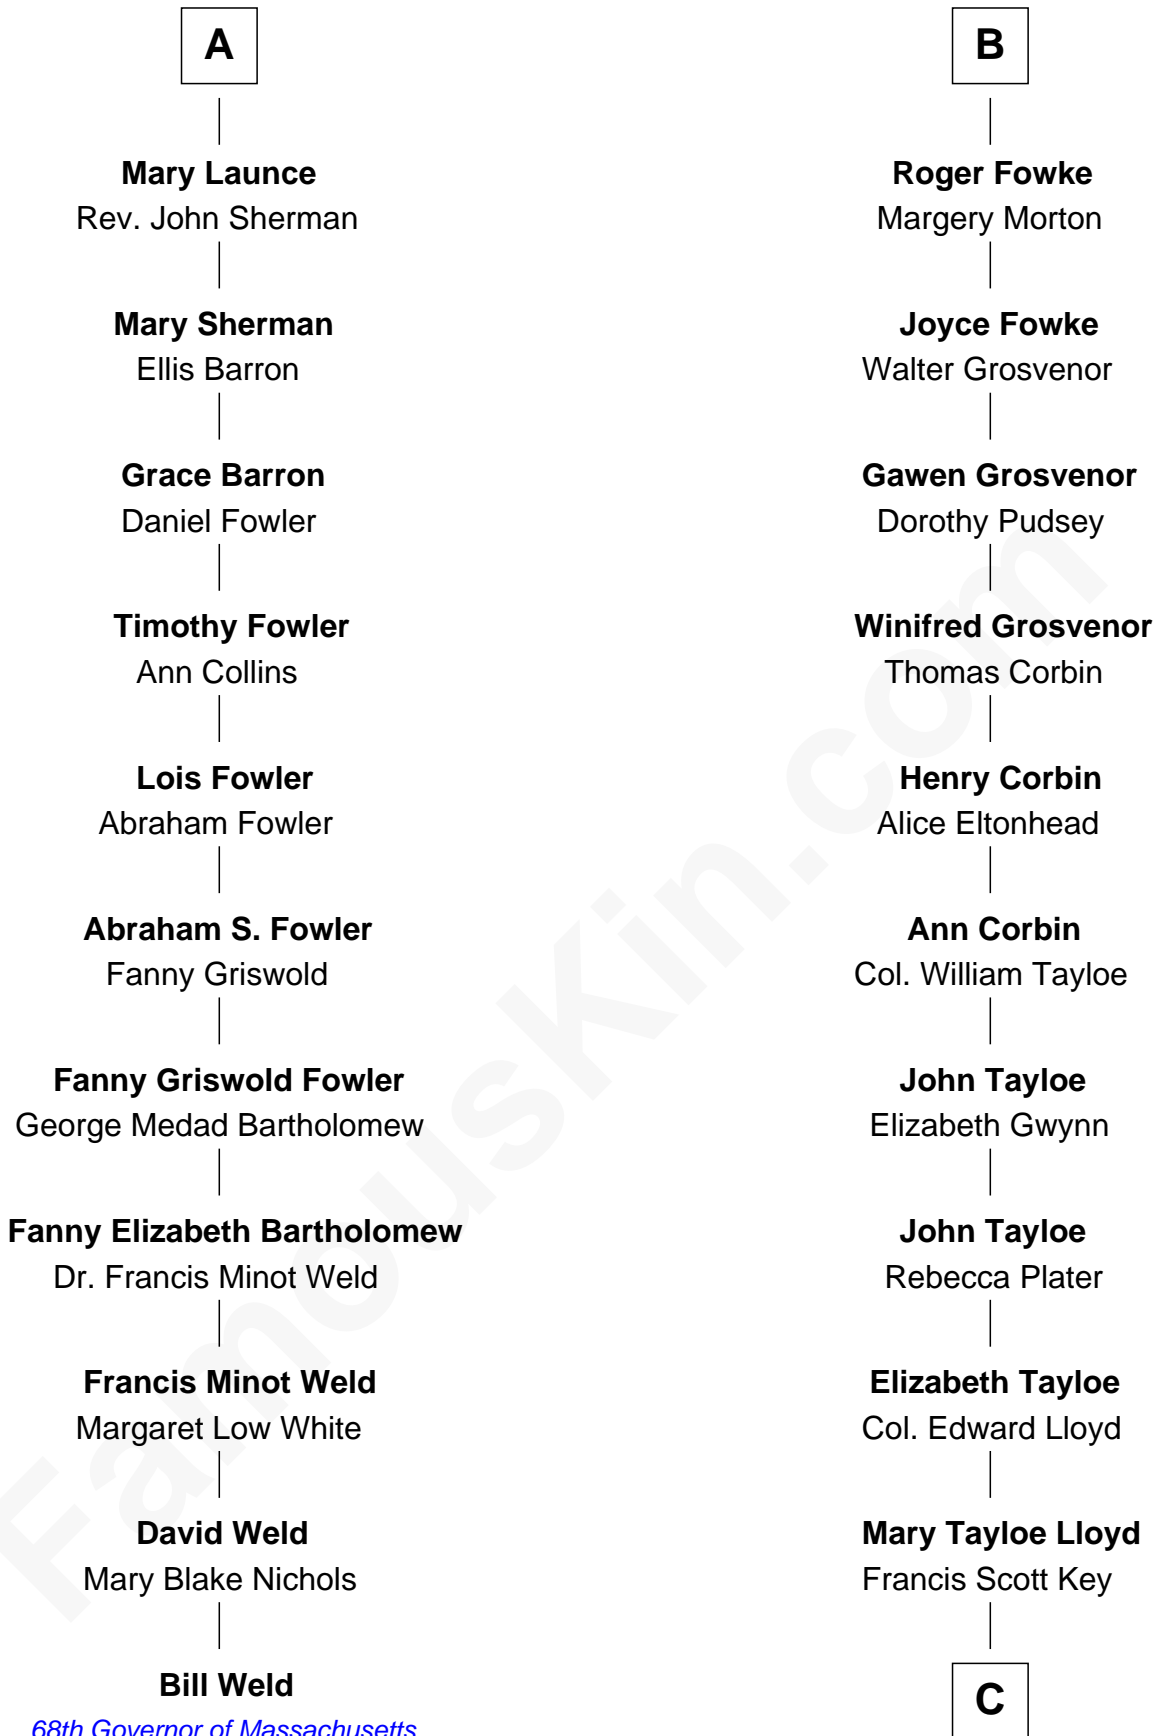 A
Mary Launce
Rev. John Sherman
Mary Sherman
Ellis Barron
Grace Barron
Daniel Fowler
Timothy Fowler
Ann Collins
Lois Fowler
Abraham Fowler
Abraham S. Fowler
Fanny Griswold
Fanny Griswold Fowler
George Medad Bartholomew
Fanny Elizabeth Bartholomew
Dr. Francis Minot Weld
Francis Minot Weld
Margaret Low White
David Weld
Mary Blake Nichols
Bill Weld
68th Governor of Massachusetts
B
Roger Fowke
Margery Morton
Joyce Fowke
Walter Grosvenor
Gawen Grosvenor
Dorothy Pudsey
Winifred Grosvenor
Thomas Corbin
Henry Corbin
Alice Eltonhead
Ann Corbin
Col. William Tayloe
John Tayloe
Elizabeth Gwynn
John Tayloe
Rebecca Plater
Elizabeth Tayloe
Col. Edward Lloyd
Mary Tayloe Lloyd
Francis Scott Key
C
FamousKin.com